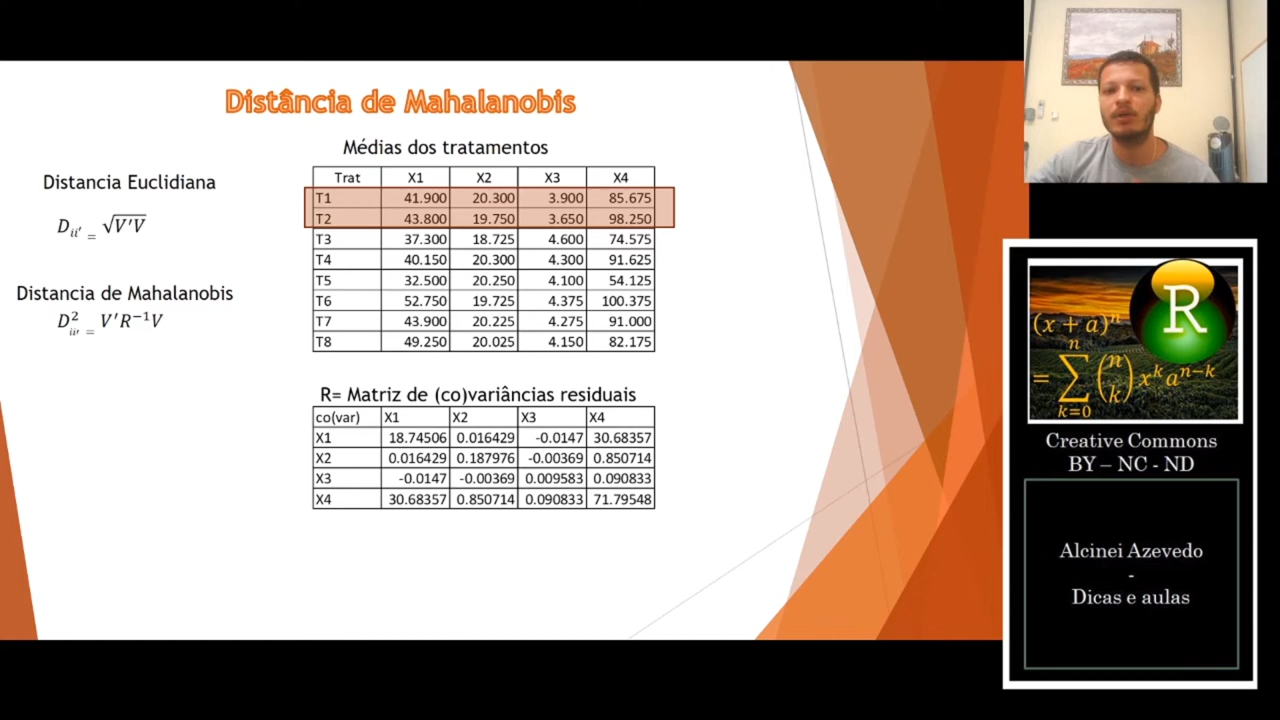 Distância de Mahalanobis
Distancia Euclidiana
D ii' = √V'V
Distancia de Mahalanobis
D² ii' = V'R⁻¹V
Médias dos tratamentos
Trat X1 X2 X3 X4
T1 41.900 20.300 3.900 85.675
T2 43.800 19.750 3.650 98.250
T3 37.300 18.725 4.600 74.575
T4 40.150 20.300 4.300 91.625
T5 32.500 20.250 4.100 54.125
T6 52.750 19.725 4.375 100.375
T7 43.900 20.225 4.275 91.000
T8 49.250 20.025 4.150 82.175
R= Matriz de (co)variâncias residuais
co(var) X1 X2 X3 X4
X1 18.74506 0.016429 -0.0147 30.68357
X2 0.016429 0.187976 -0.00369 0.850714
X3 -0.0147 -0.00369 0.009583 0.090833
X4 30.68357 0.850714 0.090833 71.79548
R
(x + a)ⁿ
= ∑ n k=0 (n k) xᵏaⁿ⁻ᵏ
Creative Commons
BY – NC - ND
Alcinei Azevedo
-
Dicas e aulas